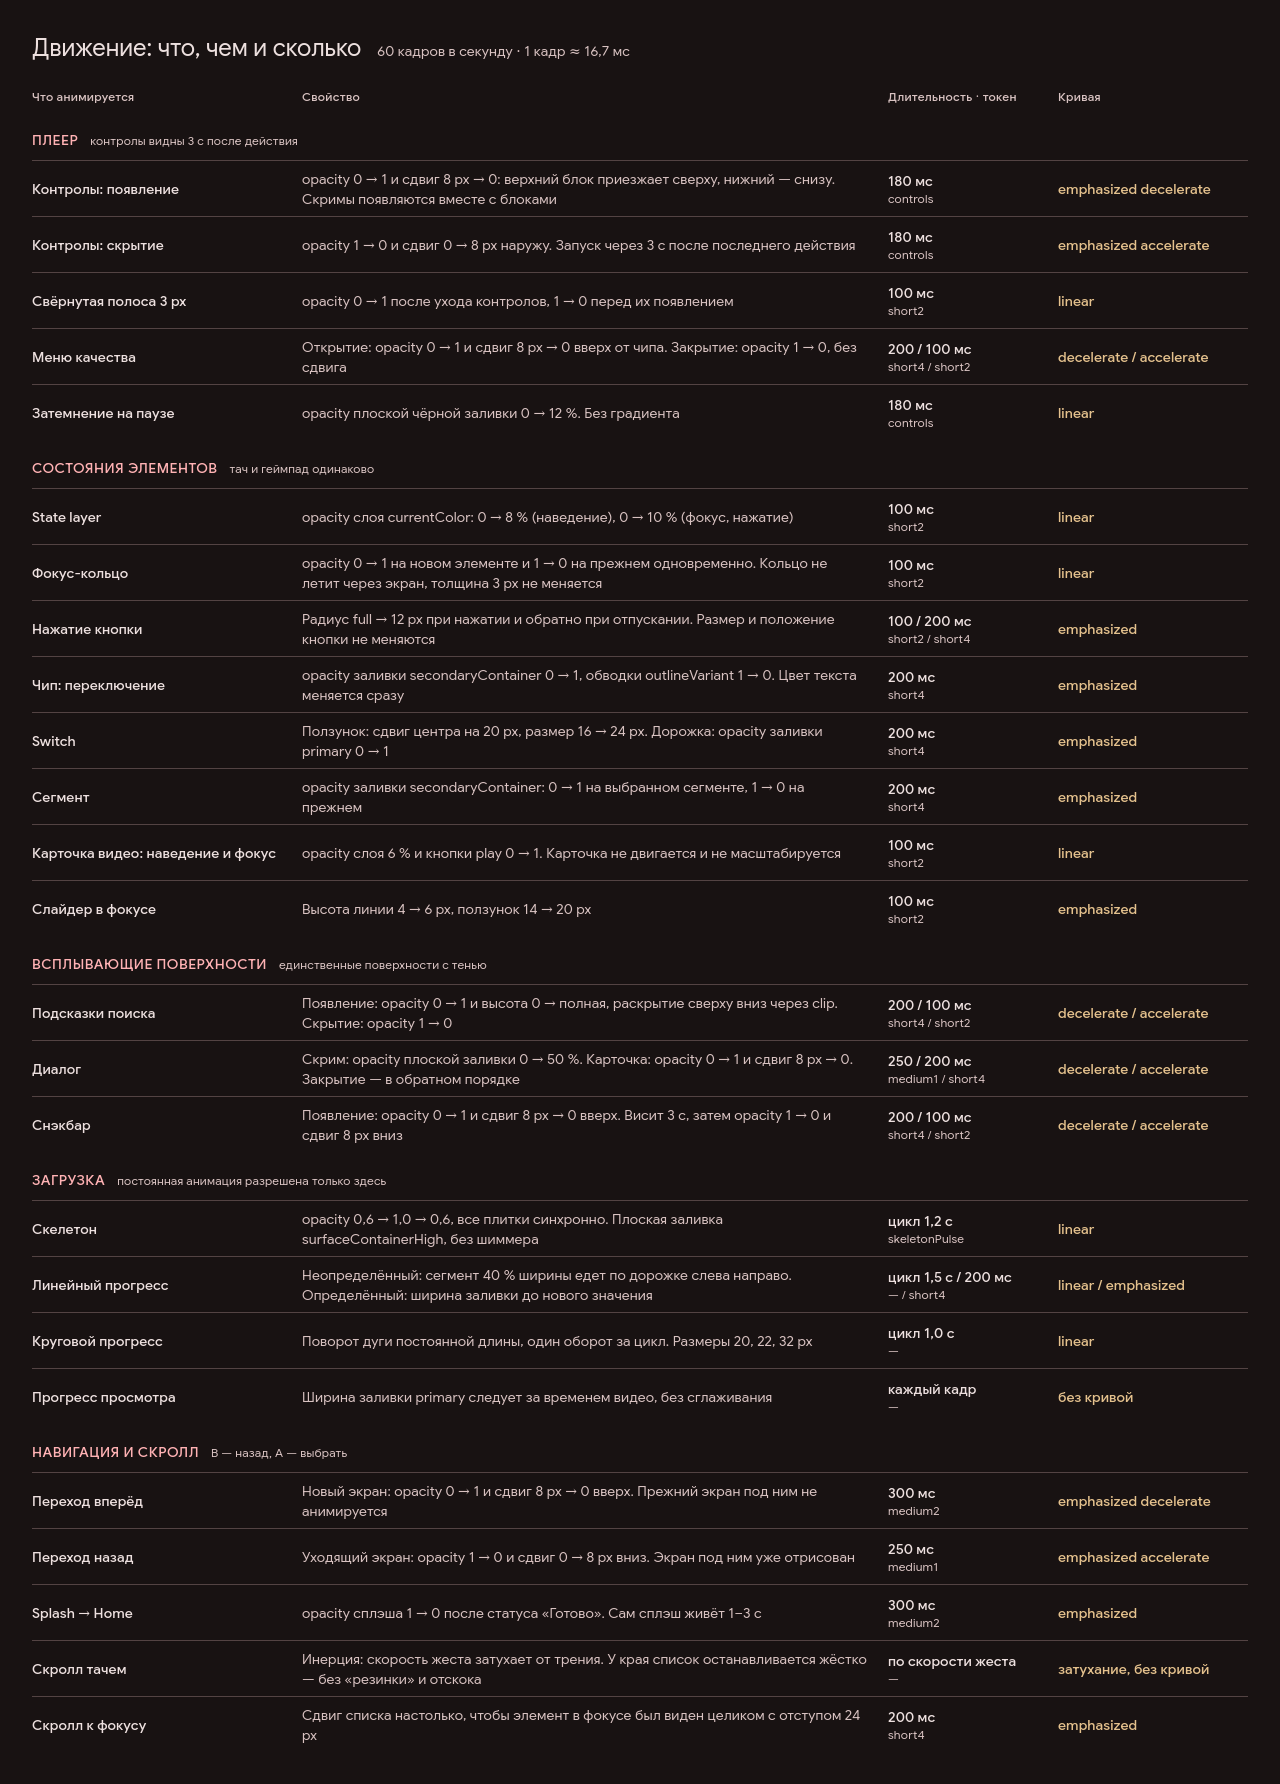 Движение: что, чем и сколько 60 кадров в секунду · 1 кадр ≈ 16,7 мс
Что анимируется Свойство Длительность · токен Кривая
ПЛЕЕР контролы видны 3 с после действия
Контролы: появление
opacity 0 → 1 и сдвиг 8 px → 0: верхний блок приезжает сверху, нижний — снизу.
Скримы появляются вместе с блоками
180 мс
controls
emphasized decelerate
Контролы: скрытие
opacity 1 → 0 и сдвиг 0 → 8 px наружу. Запуск через 3 с после последнего действия
180 мс
controls
emphasized accelerate
Свёрнутая полоса 3 px
opacity 0 → 1 после ухода контролов, 1 → 0 перед их появлением
100 мс
short2
linear
Меню качества
Открытие: opacity 0 → 1 и сдвиг 8 px → 0 вверх от чипа. Закрытие: opacity 1 → 0, без
сдвига
200 / 100 мс
short4 / short2
decelerate / accelerate
Затемнение на паузе
opacity плоской чёрной заливки 0 → 12 %. Без градиента
180 мс
controls
linear
СОСТОЯНИЯ ЭЛЕМЕНТОВ тач и геймпад одинаково
State layer
opacity слоя currentColor: 0 → 8 % (наведение), 0 → 10 % (фокус, нажатие)
100 мс
short2
linear
Фокус-кольцо
opacity 0 → 1 на новом элементе и 1 → 0 на прежнем одновременно. Кольцо не
летит через экран, толщина 3 px не меняется
100 мс
short2
linear
Нажатие кнопки
Радиус full → 12 px при нажатии и обратно при отпускании. Размер и положение
кнопки не меняются
100 / 200 мс
short2 / short4
emphasized
Чип: переключение
opacity заливки secondaryContainer 0 → 1, обводки outlineVariant 1 → 0. Цвет текста
меняется сразу
200 мс
short4
emphasized
Switch
Ползунок: сдвиг центра на 20 px, размер 16 → 24 px. Дорожка: opacity заливки
primary 0 → 1
200 мс
short4
emphasized
Сегмент
opacity заливки secondaryContainer: 0 → 1 на выбранном сегменте, 1 → 0 на
прежнем
200 мс
short4
emphasized
Карточка видео: наведение и фокус
opacity слоя 6 % и кнопки play 0 → 1. Карточка не двигается и не масштабируется
100 мс
short2
linear
Слайдер в фокусе
Высота линии 4 → 6 px, ползунок 14 → 20 px
100 мс
short2
emphasized
ВСПЛЫВАЮЩИЕ ПОВЕРХНОСТИ единственные поверхности с тенью
Подсказки поиска
Появление: opacity 0 → 1 и высота 0 → полная, раскрытие сверху вниз через clip.
Скрытие: opacity 1 → 0
200 / 100 мс
short4 / short2
decelerate / accelerate
Диалог
Скрим: opacity плоской заливки 0 → 50 %. Карточка: opacity 0 → 1 и сдвиг 8 px → 0.
Закрытие — в обратном порядке
250 / 200 мс
medium1 / short4
decelerate / accelerate
Снэкбар
Появление: opacity 0 → 1 и сдвиг 8 px → 0 вверх. Висит 3 с, затем opacity 1 → 0 и
сдвиг 8 px вниз
200 / 100 мс
short4 / short2
decelerate / accelerate
ЗАГРУЗКА постоянная анимация разрешена только здесь
Скелетон
opacity 0,6 → 1,0 → 0,6, все плитки синхронно. Плоская заливка
surfaceContainerHigh, без шиммера
цикл 1,2 с
skeletonPulse
linear
Линейный прогресс
Неопределённый: сегмент 40 % ширины едет по дорожке слева направо.
Определённый: ширина заливки до нового значения
цикл 1,5 с / 200 мс
— / short4
linear / emphasized
Круговой прогресс
Поворот дуги постоянной длины, один оборот за цикл. Размеры 20, 22, 32 px
цикл 1,0 с
—
linear
Прогресс просмотра
Ширина заливки primary следует за временем видео, без сглаживания
каждый кадр
—
без кривой
НАВИГАЦИЯ И СКРОЛЛ B — назад, A — выбрать
Переход вперёд
Новый экран: opacity 0 → 1 и сдвиг 8 px → 0 вверх. Прежний экран под ним не
анимируется
300 мс
medium2
emphasized decelerate
Переход назад
Уходящий экран: opacity 1 → 0 и сдвиг 0 → 8 px вниз. Экран под ним уже отрисован
250 мс
medium1
emphasized accelerate
Splash → Home
opacity сплэша 1 → 0 после статуса «Готово». Сам сплэш живёт 1–3 с
300 мс
medium2
emphasized
Скролл тачем
Инерция: скорость жеста затухает от трения. У края список останавливается жёстко
— без «резинки» и отскока
по скорости жеста
—
затухание, без кривой
Скролл к фокусу
Сдвиг списка настолько, чтобы элемент в фокусе был виден целиком с отступом 24
px
200 мс
short4
emphasized